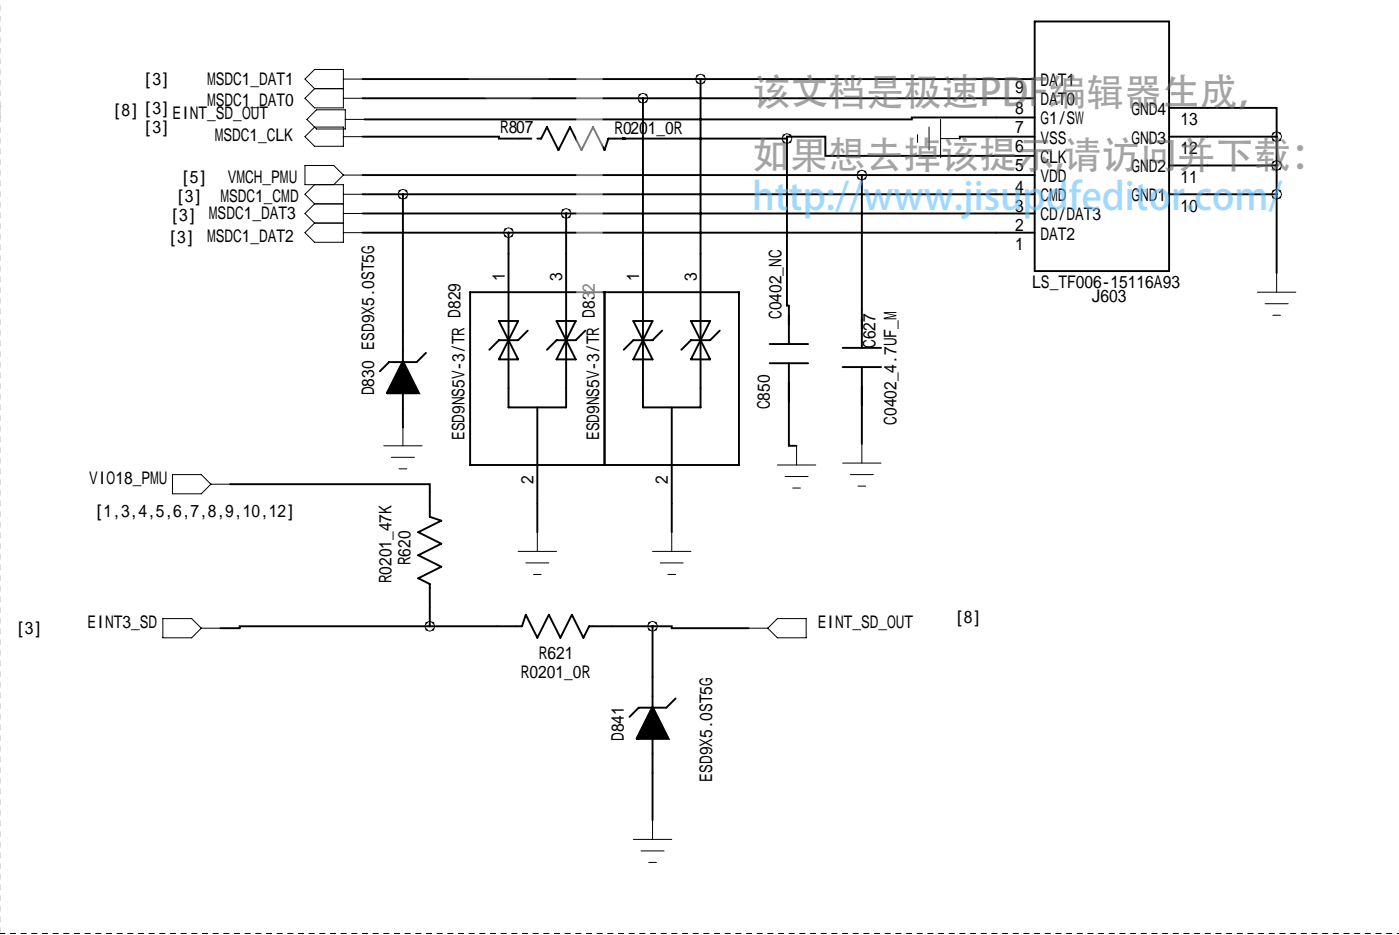 [3] MSDC1_DAT1
MSDC1_DAT0
[8] [3] EINT_SD_OUT
[3] MSDC1_CLK
[5] VMCH_PMU
[3] MSDC1_CMD
[3] MSDC1_DAT3
[3] MSDC1_DAT2
R807 R0201_0R
该文档是极速PDF编辑器生成,
如果想去掉该提示,请访问并下载:
http://www.jisupdfeditor.com/
9 DAT1
8 DAT0
7 G1/SW
6 VSS
5 CLK
4 VDD
3 CMD
2 CD/DAT3
1 DAT2
GND4 13
GND3 12
GND2 11
GND1 10
LS_TF006-15116A93
J603
D830 ESD9X5.0ST5G
ESD9NS5V-3/TR D829
1 3
2
ESD9NS5V-3/TR D832
1 3
2
C850 C0402_NC
C627
C0402_4.7UF_M
VIO18_PMU
[1,3,4,5,6,7,8,9,10,12]
R0201_47K
R620
[3] EINT3_SD
R621
R0201_0R
EINT_SD_OUT [8]
D841
ESD9X5.0ST5G